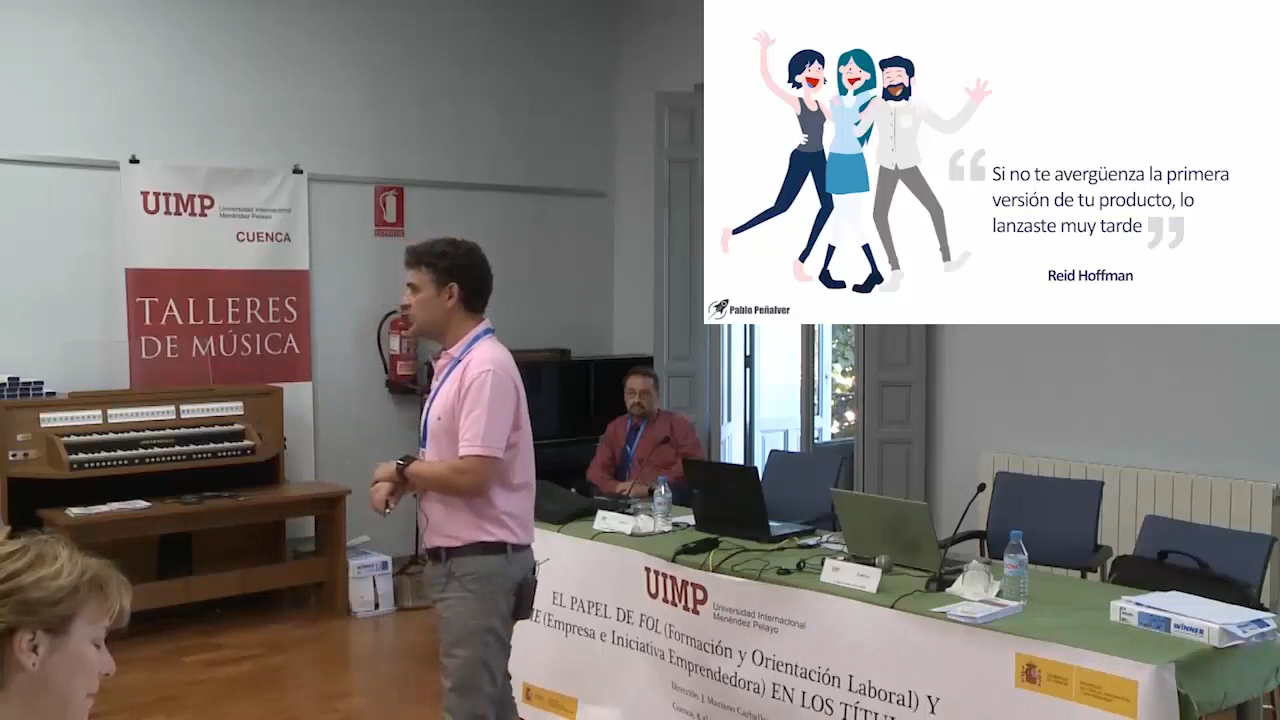 Si no te avergüenza la primera
versión de tu producto, lo
lanzaste muy tarde
Reid Hoffman
Pablo Peñalver
UIMP
Universidad Internacional
Menéndez Pelayo
CUENCA
TALLERES
DE MÚSICA
UIMP
Universidad Internacional
Menéndez Pelayo
EL PAPEL DE FOL (Formación y Orientación Laboral) Y
(Empresa e Iniciativa Emprendedora) EN LOS
WINNER